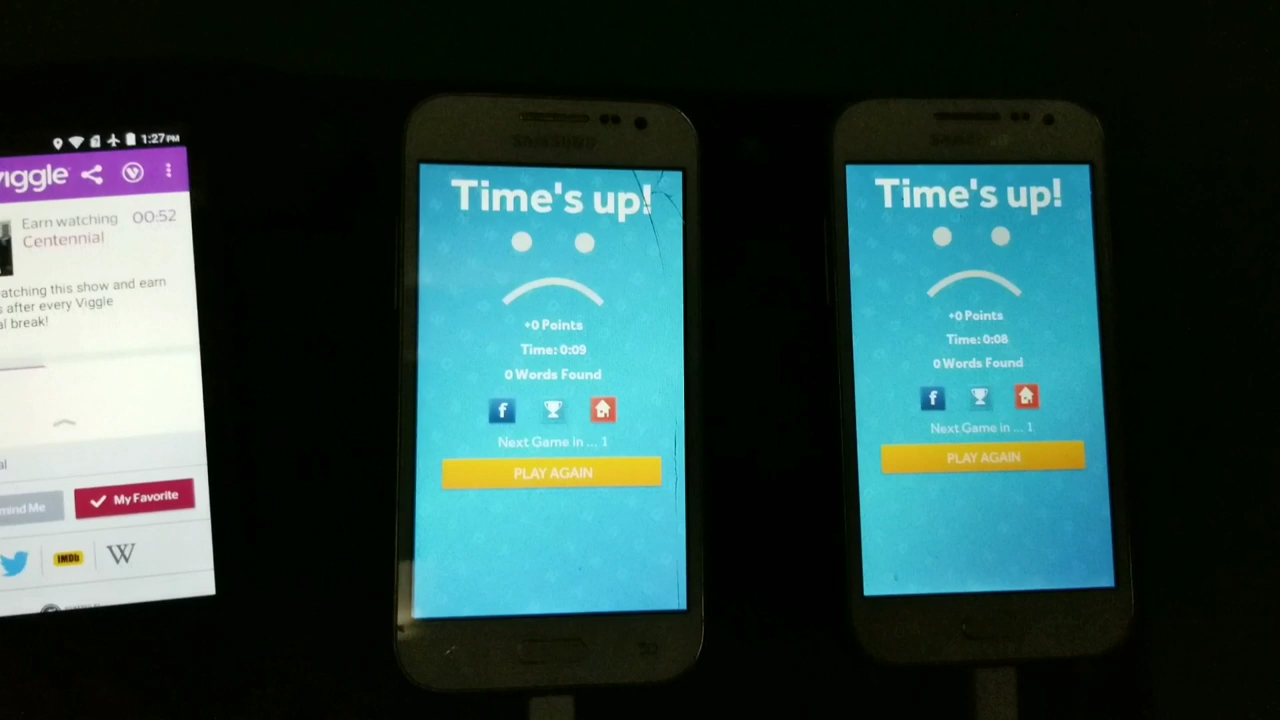 1:27 PM
viggle
Earn watching 00:52
Centennial
atching this show and earn
s after every Viggle
al break!
al
mind Me
My Favorite
IMDb
W
SAMSUNG
Time's up!
+0 Points
Time: 0:09
0 Words Found
f
Next Game in ... 1
PLAY AGAIN
SAMSUNG
Time's up!
+0 Points
Time: 0:08
0 Words Found
f
Next Game in ... 1
PLAY AGAIN